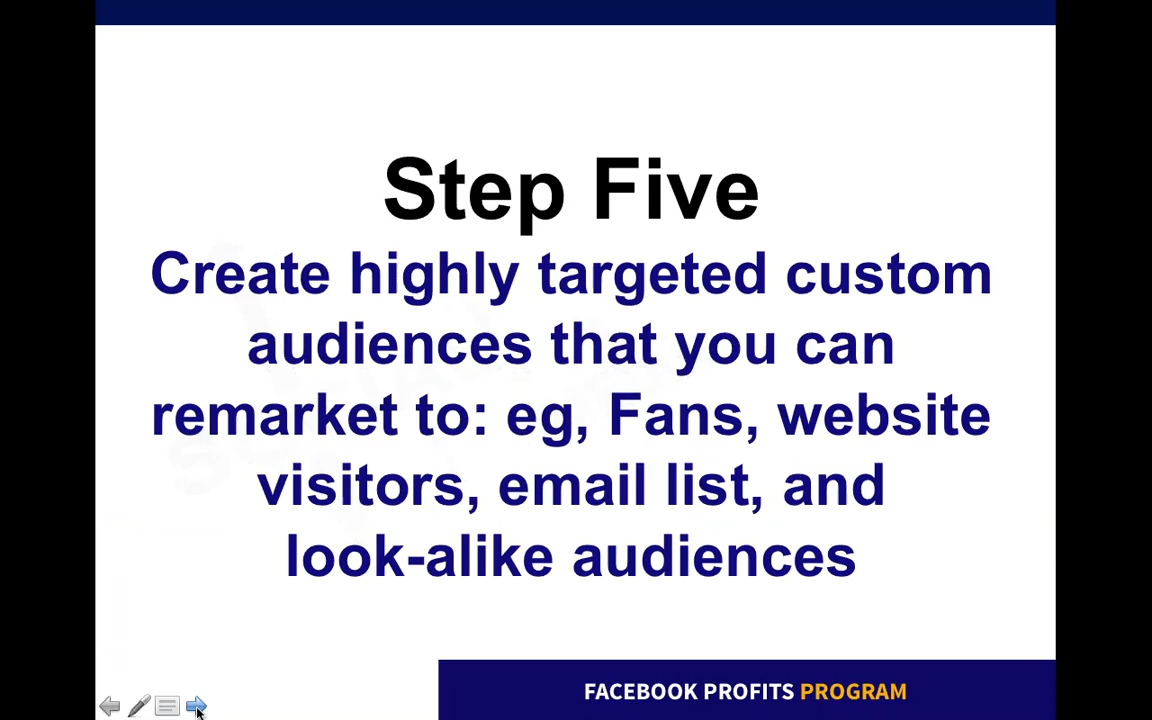 Step Five
Create highly targeted custom
audiences that you can
remarket to: eg, Fans, website
visitors, email list, and
look-alike audiences
FACEBOOK PROFITS PROGRAM